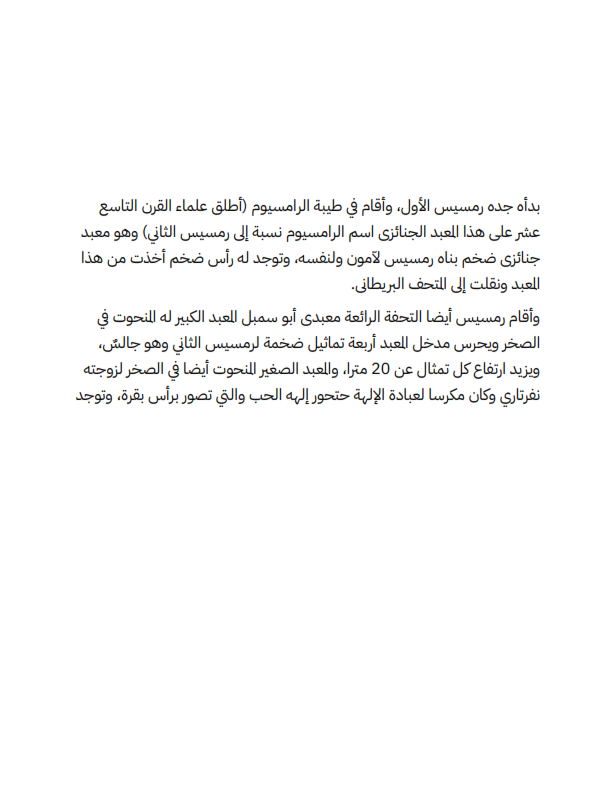 بدأه جده رمسيس الأول، وأقام في طيبة الرامسيوم (أطلق علماء القرن التاسع
عشر على هذا المعبد الجنائزى اسم الرامسيوم نسبة إلى رمسيس الثاني) وهو معبد
جنائزى ضخم بناه رمسيس لآمون ولنفسه، وتوجد له رأس ضخم أخذت من هذا
المعبد ونقلت إلى المتحف البريطانى.
وأقام رمسيس أيضا التحفة الرائعة معبدى أبو سمبل المعبد الكبير له المنحوت في
الصخر ويحرس مدخل المعبد أربعة تماثيل ضخمة لرمسيس الثاني وهو جالسٌ،
ويزيد ارتفاع كل تمثال عن 20 مترا، والمعبد الصغير المنحوت أيضا في الصخر لزوجته
نفرتاري وكان مكرسا لعبادة الإلهة حتحور إلهه الحب والتي تصور برأس بقرة، وتوجد